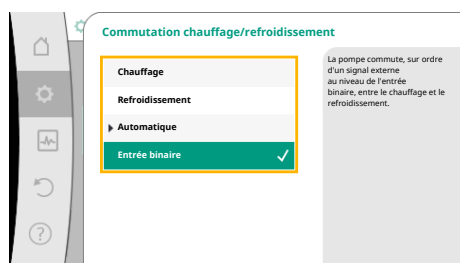 Commutation chauffage/refroidissement
Chauffage
Refroidissement
Automatique
Entrée binaire
La pompe commute, sur ordre
d'un signal externe
au niveau de l'entrée
binaire, entre le chauffage et le
refroidissement.
?